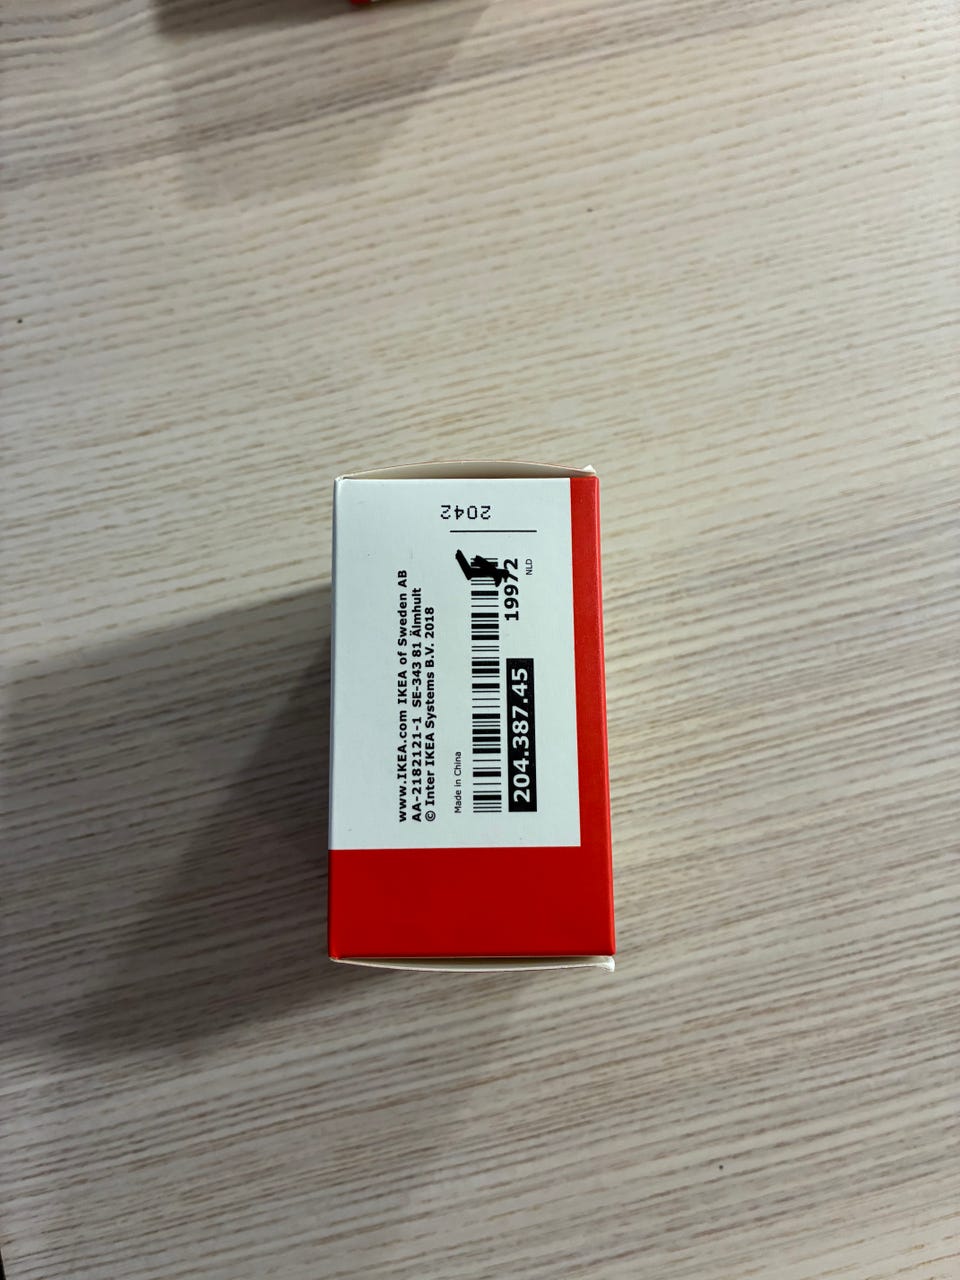 www.IKEA.com IKEA of Sweden AB
AA-2182121-1 SE-343 81 Älmhult
© Inter IKEA Systems B.V. 2018
Made in China
204.387.45
19972
NLD
2042